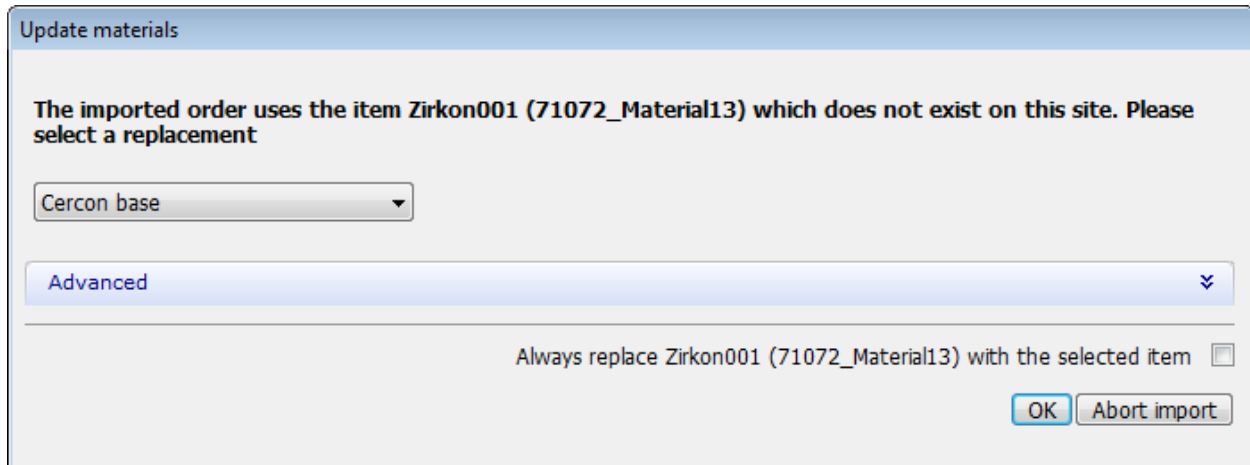 Update materials
The imported order uses the item Zirkon001 (71072_Material13) which does not exist on this site. Please
select a replacement
Cercon base
Advanced
Always replace Zirkon001 (71072_Material13) with the selected item
OK Abort import